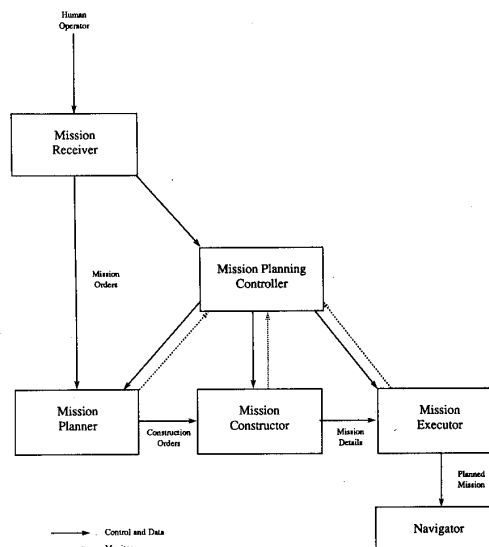 Human
Operator
Mission
Receiver
Mission
Orders
Mission Planning
Controller
Mission
Planner
Construction
Orders
Mission
Constructor
Mission
Details
Mission
Executor
Planned
Mission
Navigator
Control and Data